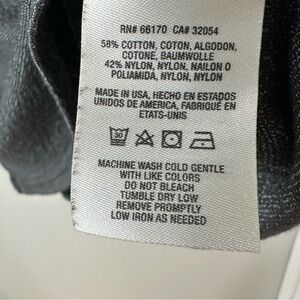 RN# 66170 CA# 32054
58% COTTON, COTON, ALGODON,
COTONE, BAUMWOLLE
42% NYLON, NYLON, NAILON O
POLIAMIDA, NYLON, NYLON
MADE IN USA, HECHO EN ESTADOS
UNIDOS DE AMERICA, FABRIQUÉ EN
ETATS-UNIS
30
MACHINE WASH COLD GENTLE
WITH LIKE COLORS
DO NOT BLEACH
TUMBLE DRY LOW
REMOVE PROMPTLY
LOW IRON AS NEEDED